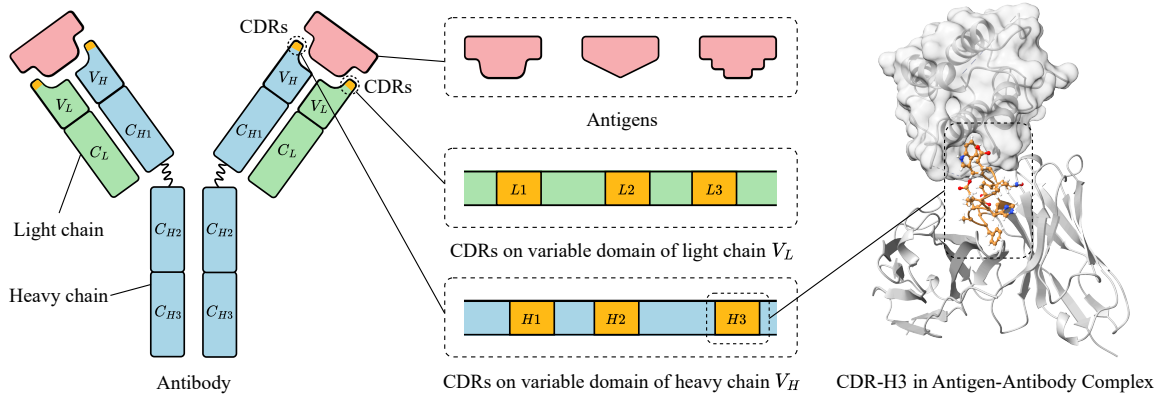 CDRs
CDRs
V_H
V_L
C_H1
C_L
V_H
V_L
C_H1
C_L
C_H2
C_H2
C_H3
C_H3
Light chain
Heavy chain
Antibody
Antigens
L1 L2 L3
CDRs on variable domain of light chain V_L
H1 H2 H3
CDRs on variable domain of heavy chain V_H
CDR-H3 in Antigen-Antibody Complex